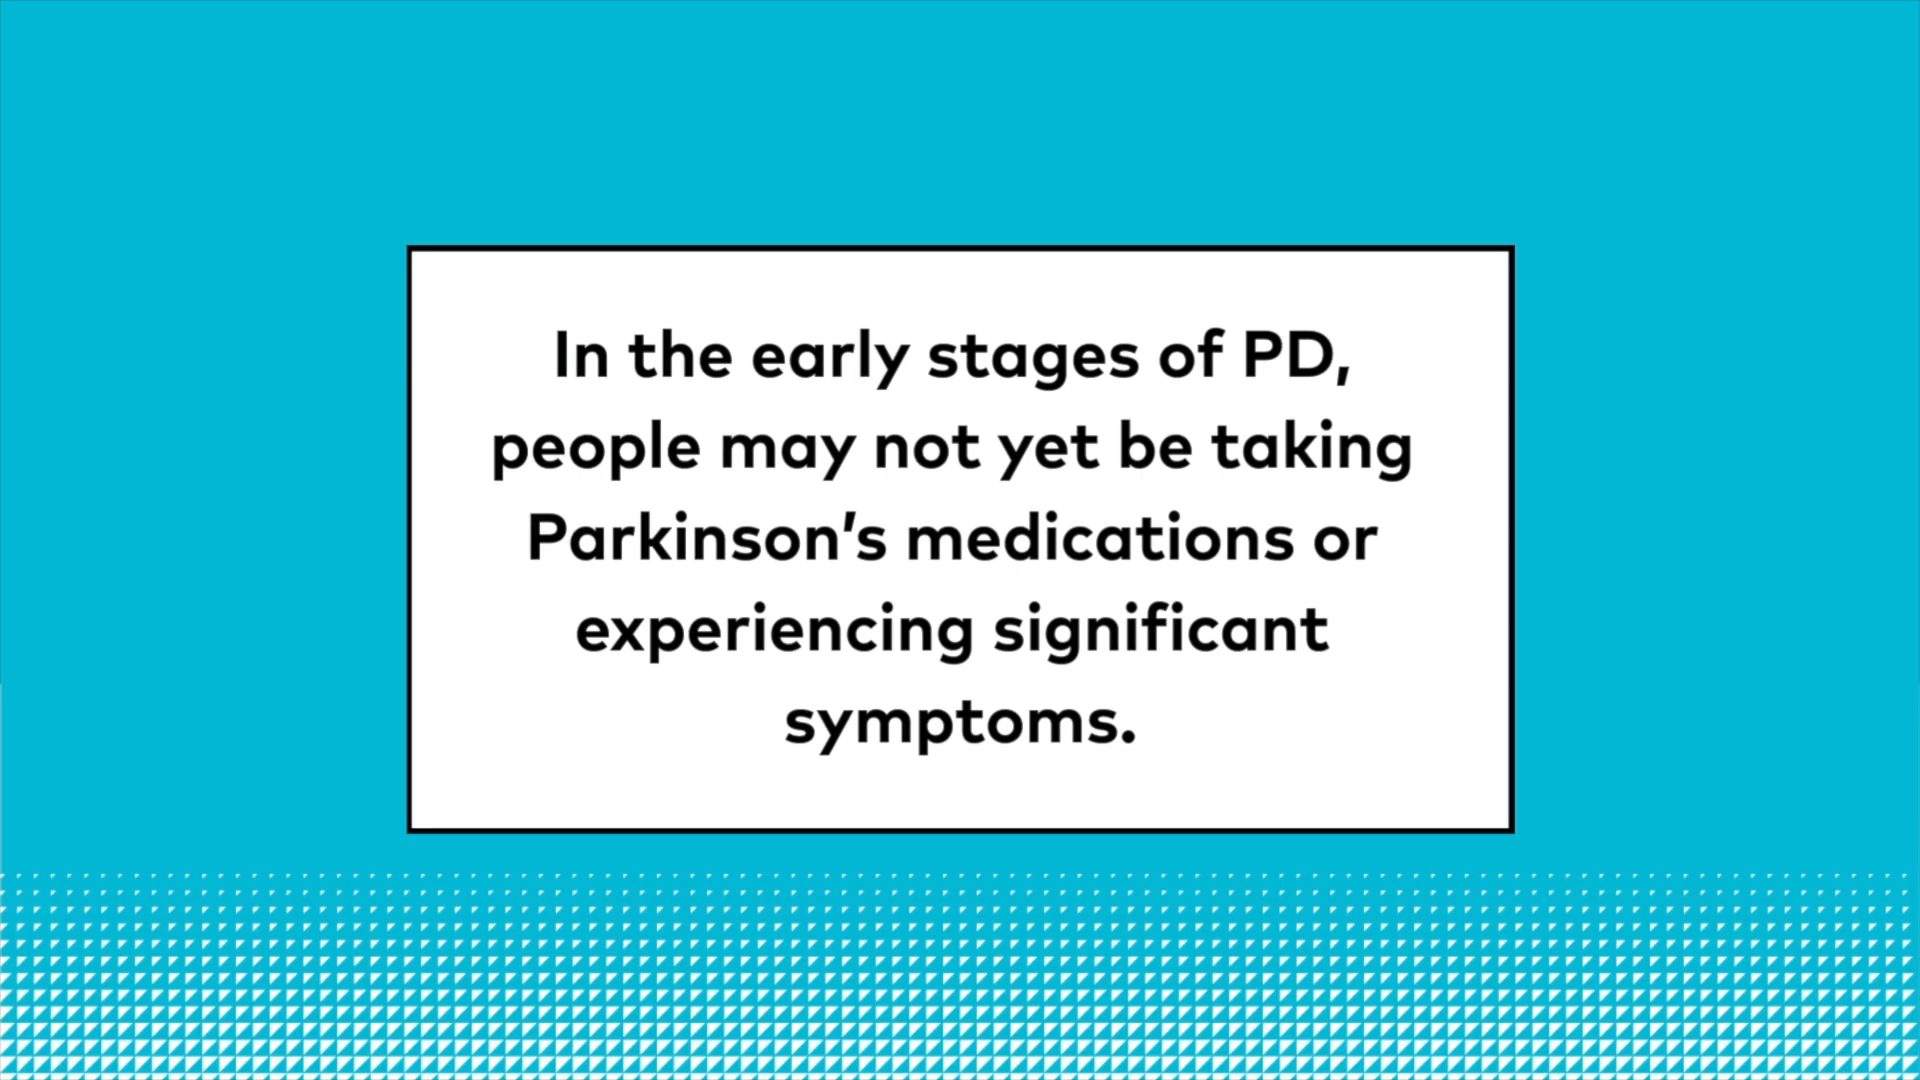 In the early stages of PD,
people may not yet be taking
Parkinson’s medications or
experiencing significant
symptoms.